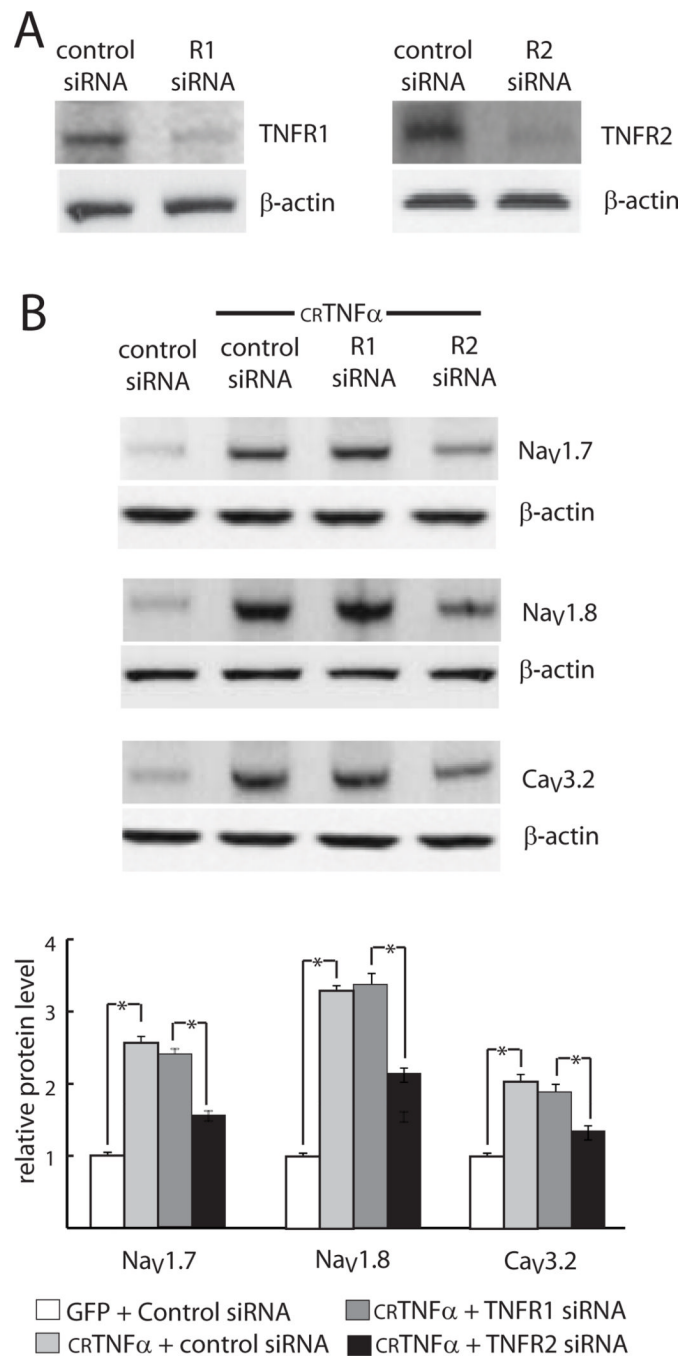 A
control R1 control R2
siRNA siRNA siRNA siRNA
TNFR1 TNFR2
β-actin β-actin
B
CRTNFα
control control R1 R2
siRNA siRNA siRNA siRNA
NaV1.7
β-actin
NaV1.8
β-actin
CaV3.2
β-actin
relative protein level
4
3
2
1
* * * * * *
NaV1.7 NaV1.8 CaV3.2
GFP + Control siRNA CRTNFα + TNFR1 siRNA
CRTNFα + control siRNA CRTNFα + TNFR2 siRNA